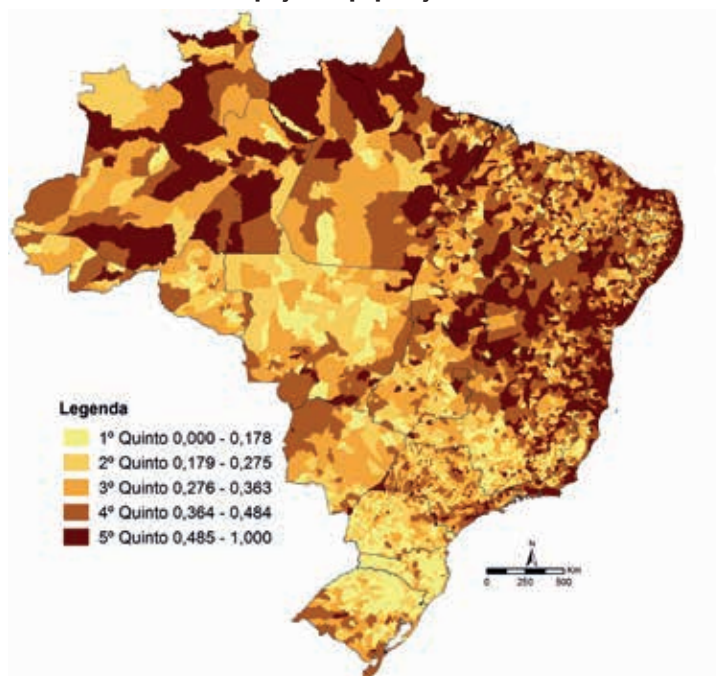 Legenda
1º Quinto 0,000 - 0,178
2º Quinto 0,179 - 0,275
3º Quinto 0,276 - 0,363
4º Quinto 0,364 - 0,484
5º Quinto 0,485 - 1,000
N
Km
0 250 500